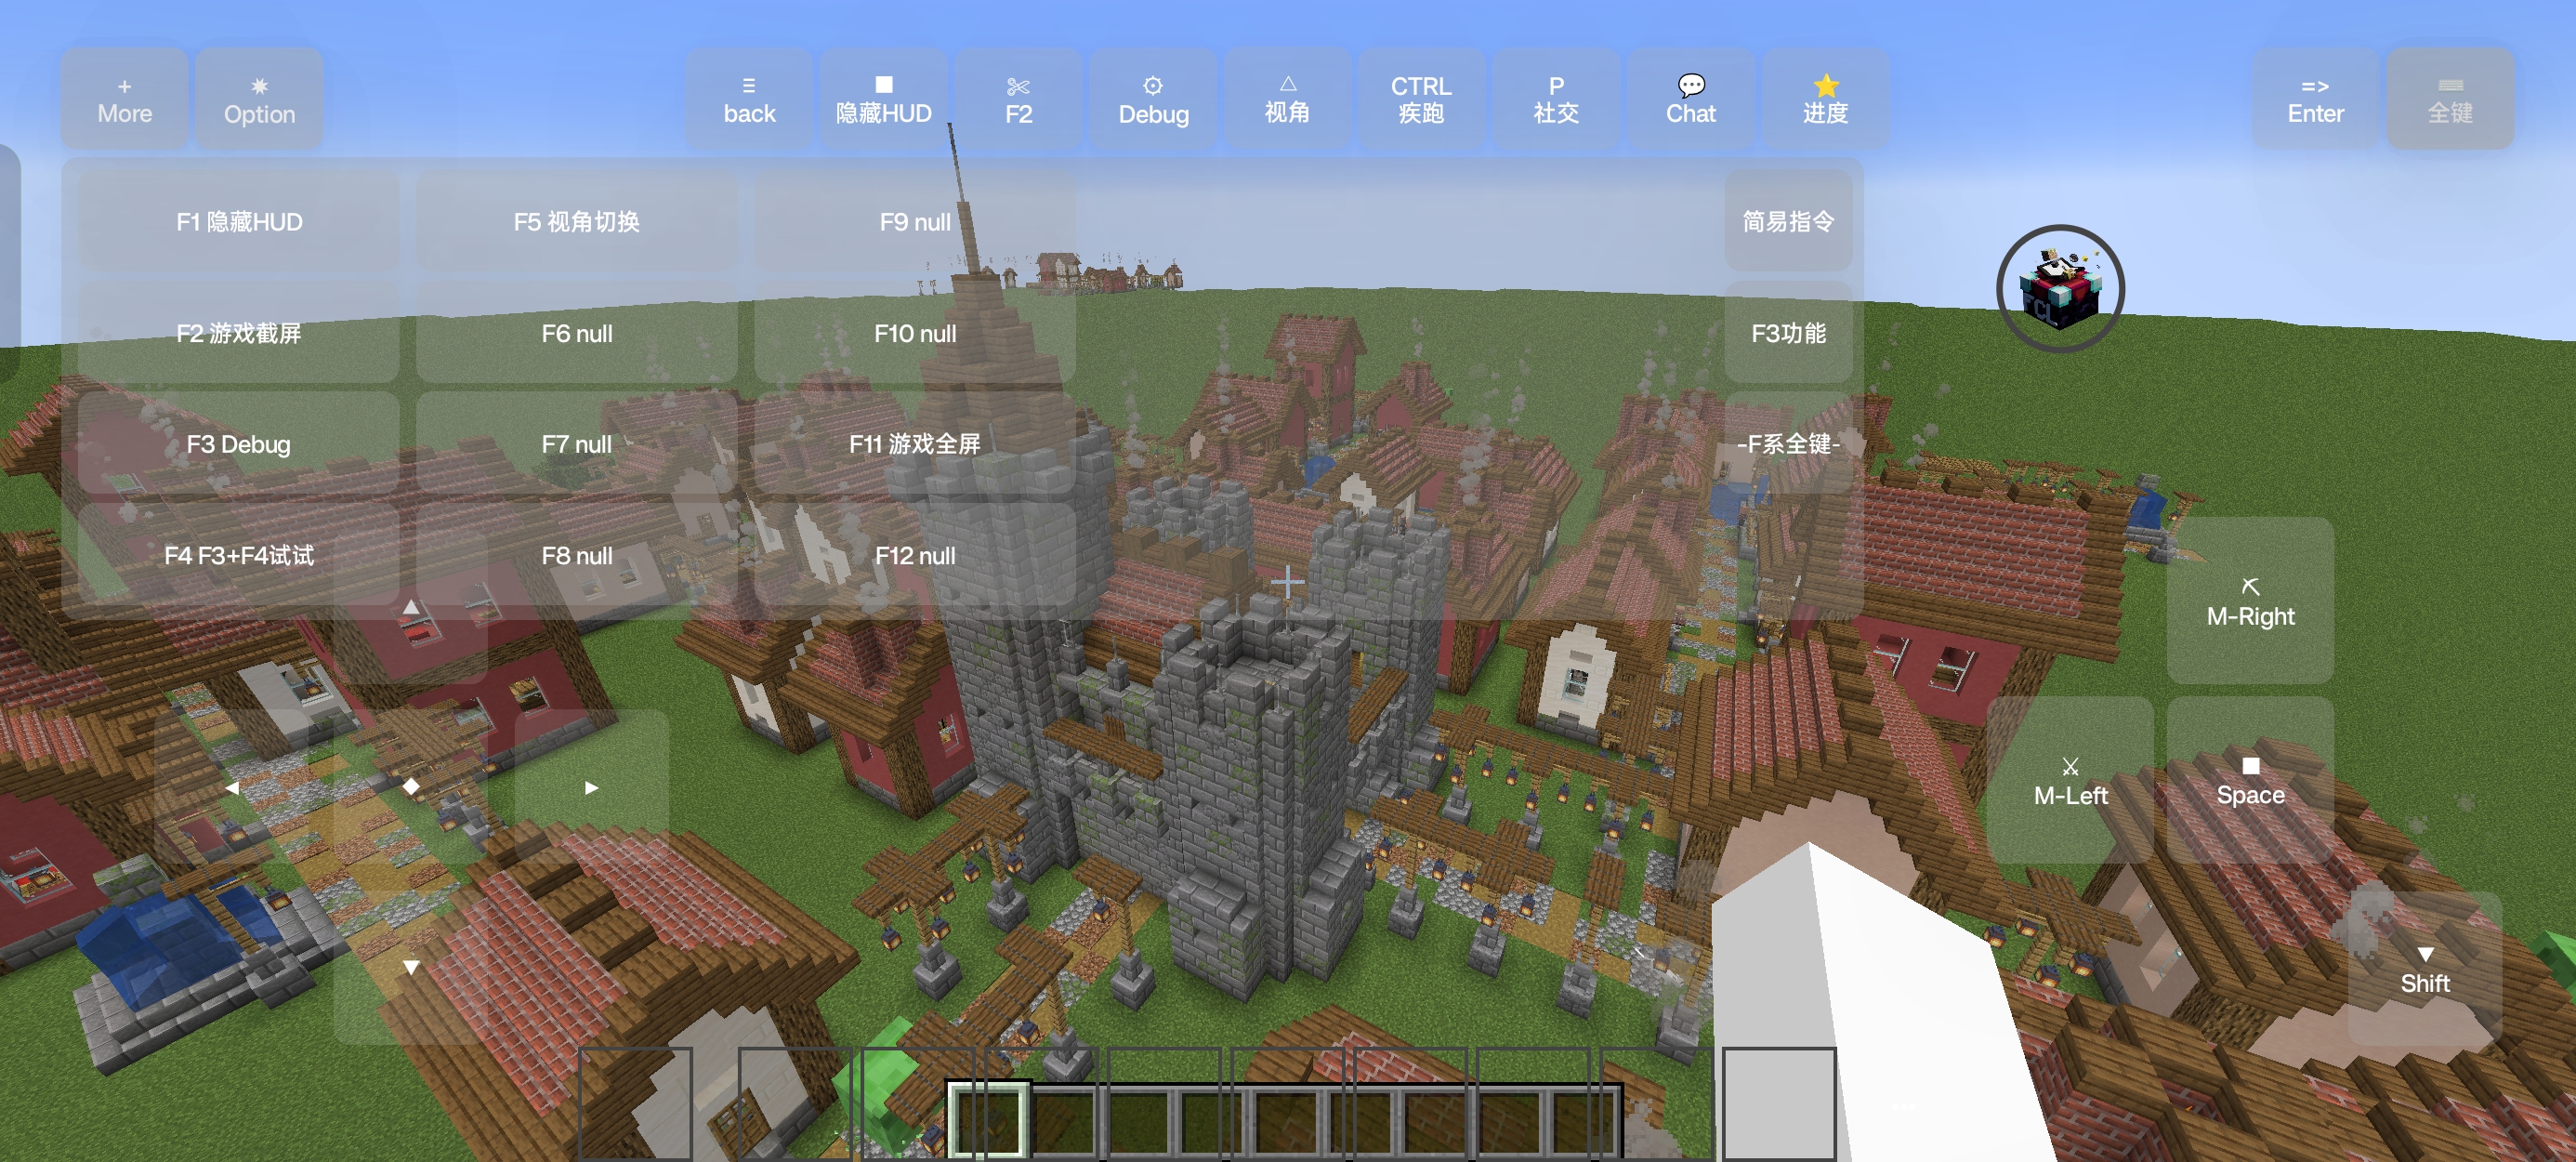 +
More
Option
back
隐藏HUD
F2
Debug
视角
CTRL
疾跑
P
社交
Chat
进度
=>
Enter
全键
F1 隐藏HUD
F5 视角切换
F9 null
简易指令
F2 游戏截屏
F6 null
F10 null
F3功能
F3 Debug
F7 null
F11 游戏全屏
-F系全键-
F4 F3+F4试试
F8 null
F12 null
FCL
M-Right
M-Left
Space
Shift